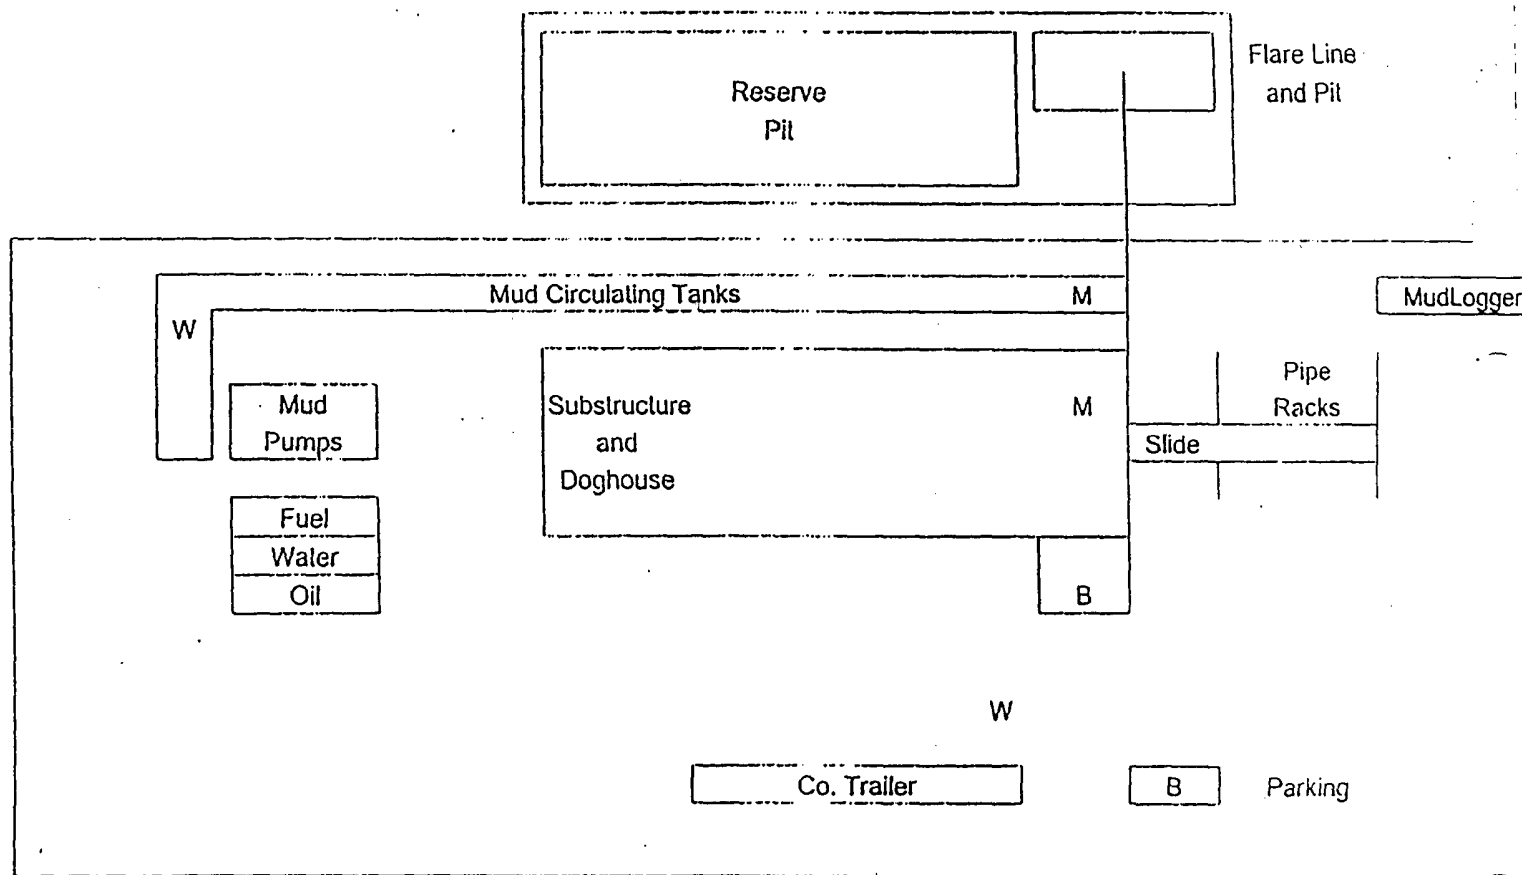 Flare Line
and Pit
Reserve
Pit
Mud Circulating Tanks
M
MudLogger
W
Pipe
Racks
Mud
Pumps
Substructure
and
Doghouse
M
Slide
Fuel
Water
Oil
B
W
Co. Trailer
B
Parking